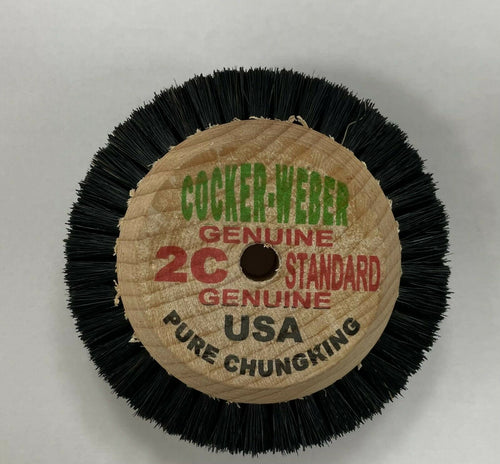 COCKER-WEBER
GENUINE
2C STANDARD
GENUINE
USA
PURE CHUNGKING